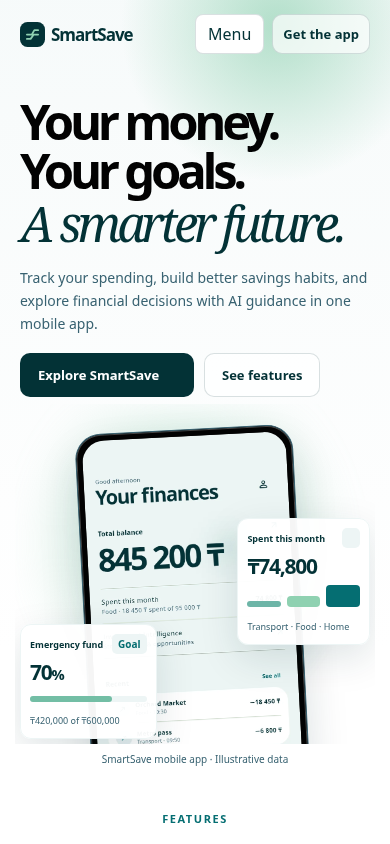 SmartSave
Menu
Get the app
Your money.
Your goals.
A smarter future.
Track your spending, build better savings habits, and
explore financial decisions with AI guidance in one
mobile app.
Explore SmartSave
See features
Good afternoon
Your finances
Total balance
845 200 ₸
Spent this month
Food · 18 450 ₸ spent of 95 000 ₸
Spent this month
₸74,800
Transport · Food · Home
Emergency fund
Goal
70%
₸420,000 of ₸600,000
See all
Market
−18 450 ₸
−6 800 ₸
SmartSave mobile app · Illustrative data
FEATURES